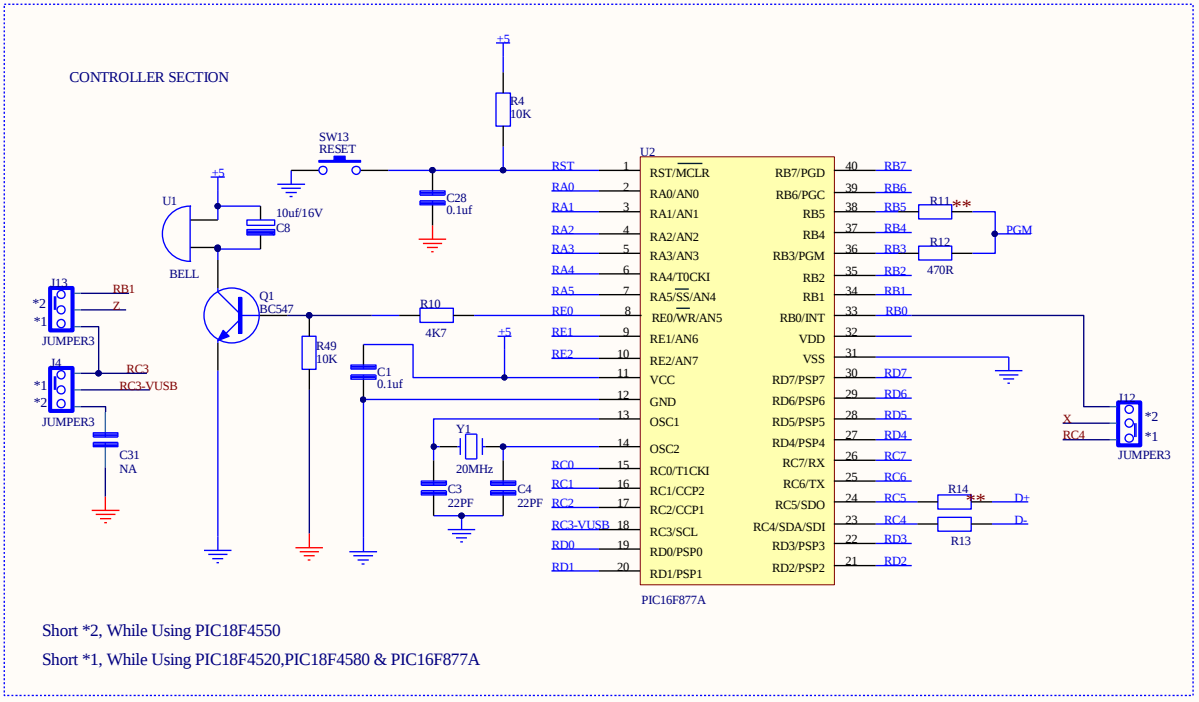 +5
CONTROLLER SECTION
R4
10K
SW13
RESET
U2
RST
1
RST/MCLR
RA0
2
RA0/AN0
RA1
3
RA1/AN1
RA2
4
RA2/AN2
RA3
5
RA3/AN3
RA4
6
RA4/T0CKI
RA5
7
RA5/SS/AN4
RE0
8
RE0/WR/AN5
RE1
9
RE1/AN6
RE2
10
RE2/AN7
11
VCC
12
GND
13
OSC1
14
OSC2
RC0
15
RC0/T1CKI
RC1
16
RC1/CCP2
RC2
17
RC2/CCP1
RC3-VUSB
18
RC3/SCL
RD0
19
RD0/PSP0
RD1
20
RD1/PSP1
RB7/PGD
40
RB7
RB6/PGC
39
RB6
RB5
38
RB5
RB4
37
RB4
RB3/PGM
36
RB3
RB2
35
RB2
RB1
34
RB1
RB0/INT
33
RB0
VDD
32
VSS
31
RD7/PSP7
30
RD7
RD6/PSP6
29
RD6
RD5/PSP5
28
RD5
RD4/PSP4
27
RD4
RC7/RX
26
RC7
RC6/TX
25
RC6
RC5/SDO
24
RC5
RC4/SDA/SDI
23
RC4
RD3/PSP3
22
RD3
RD2/PSP2
21
RD2
PIC16F877A
C28
0.1uf
+5
U1
10uf/16V
C8
BELL
Q1
BC547
R10
4K7
R49
10K
+5
C1
0.1uf
Y1
20MHz
C3
22PF
C4
22PF
J13
*2
*1
JUMPER3
RB1
Z
J4
*1
*2
JUMPER3
RC3
RC3-VUSB
C31
NA
R11
**
R12
470R
PGM
J12
X
*2
RC4
*1
JUMPER3
R14
**
D+
D-
R13
Short *2, While Using PIC18F4550
Short *1, While Using PIC18F4520,PIC18F4580 & PIC16F877A